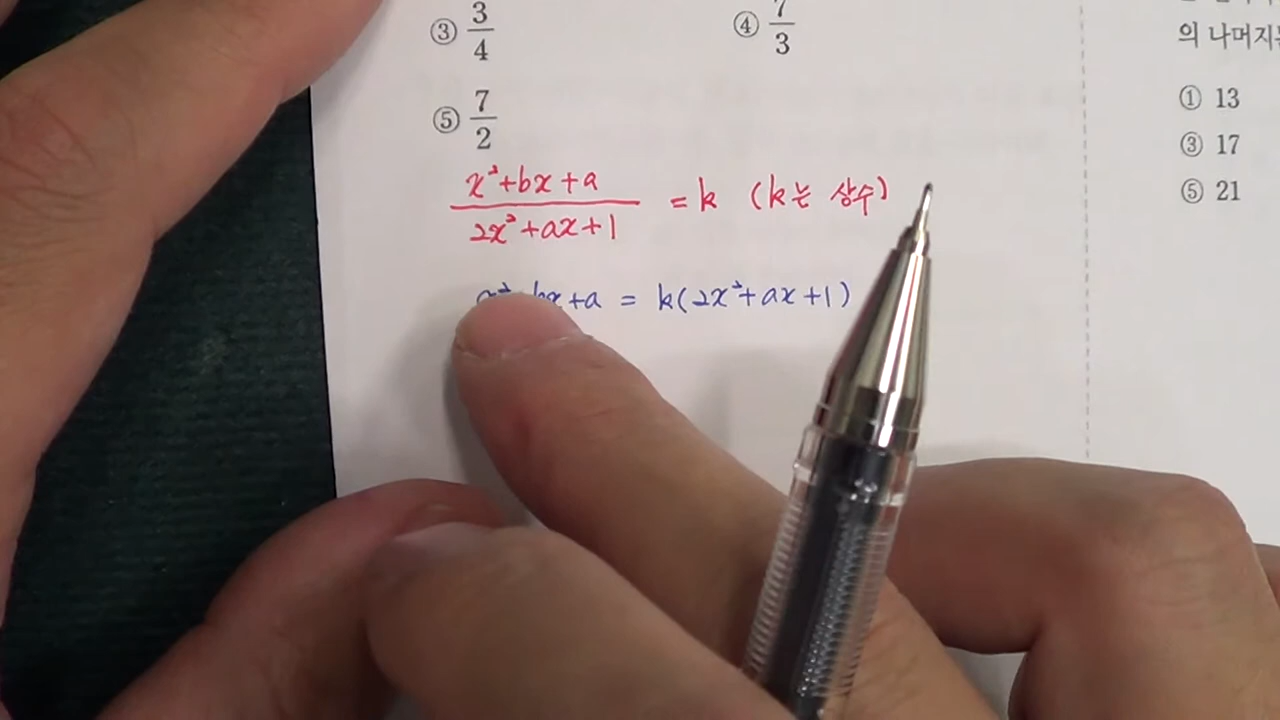 ③ 3/4 ④ 7/3
⑤ 7/2
x²+bx+a / 2x²+ax+1 = k (k는 상수)
+a = k(2x²+ax+1)
의 나머지
① 13
③ 17
⑤ 21